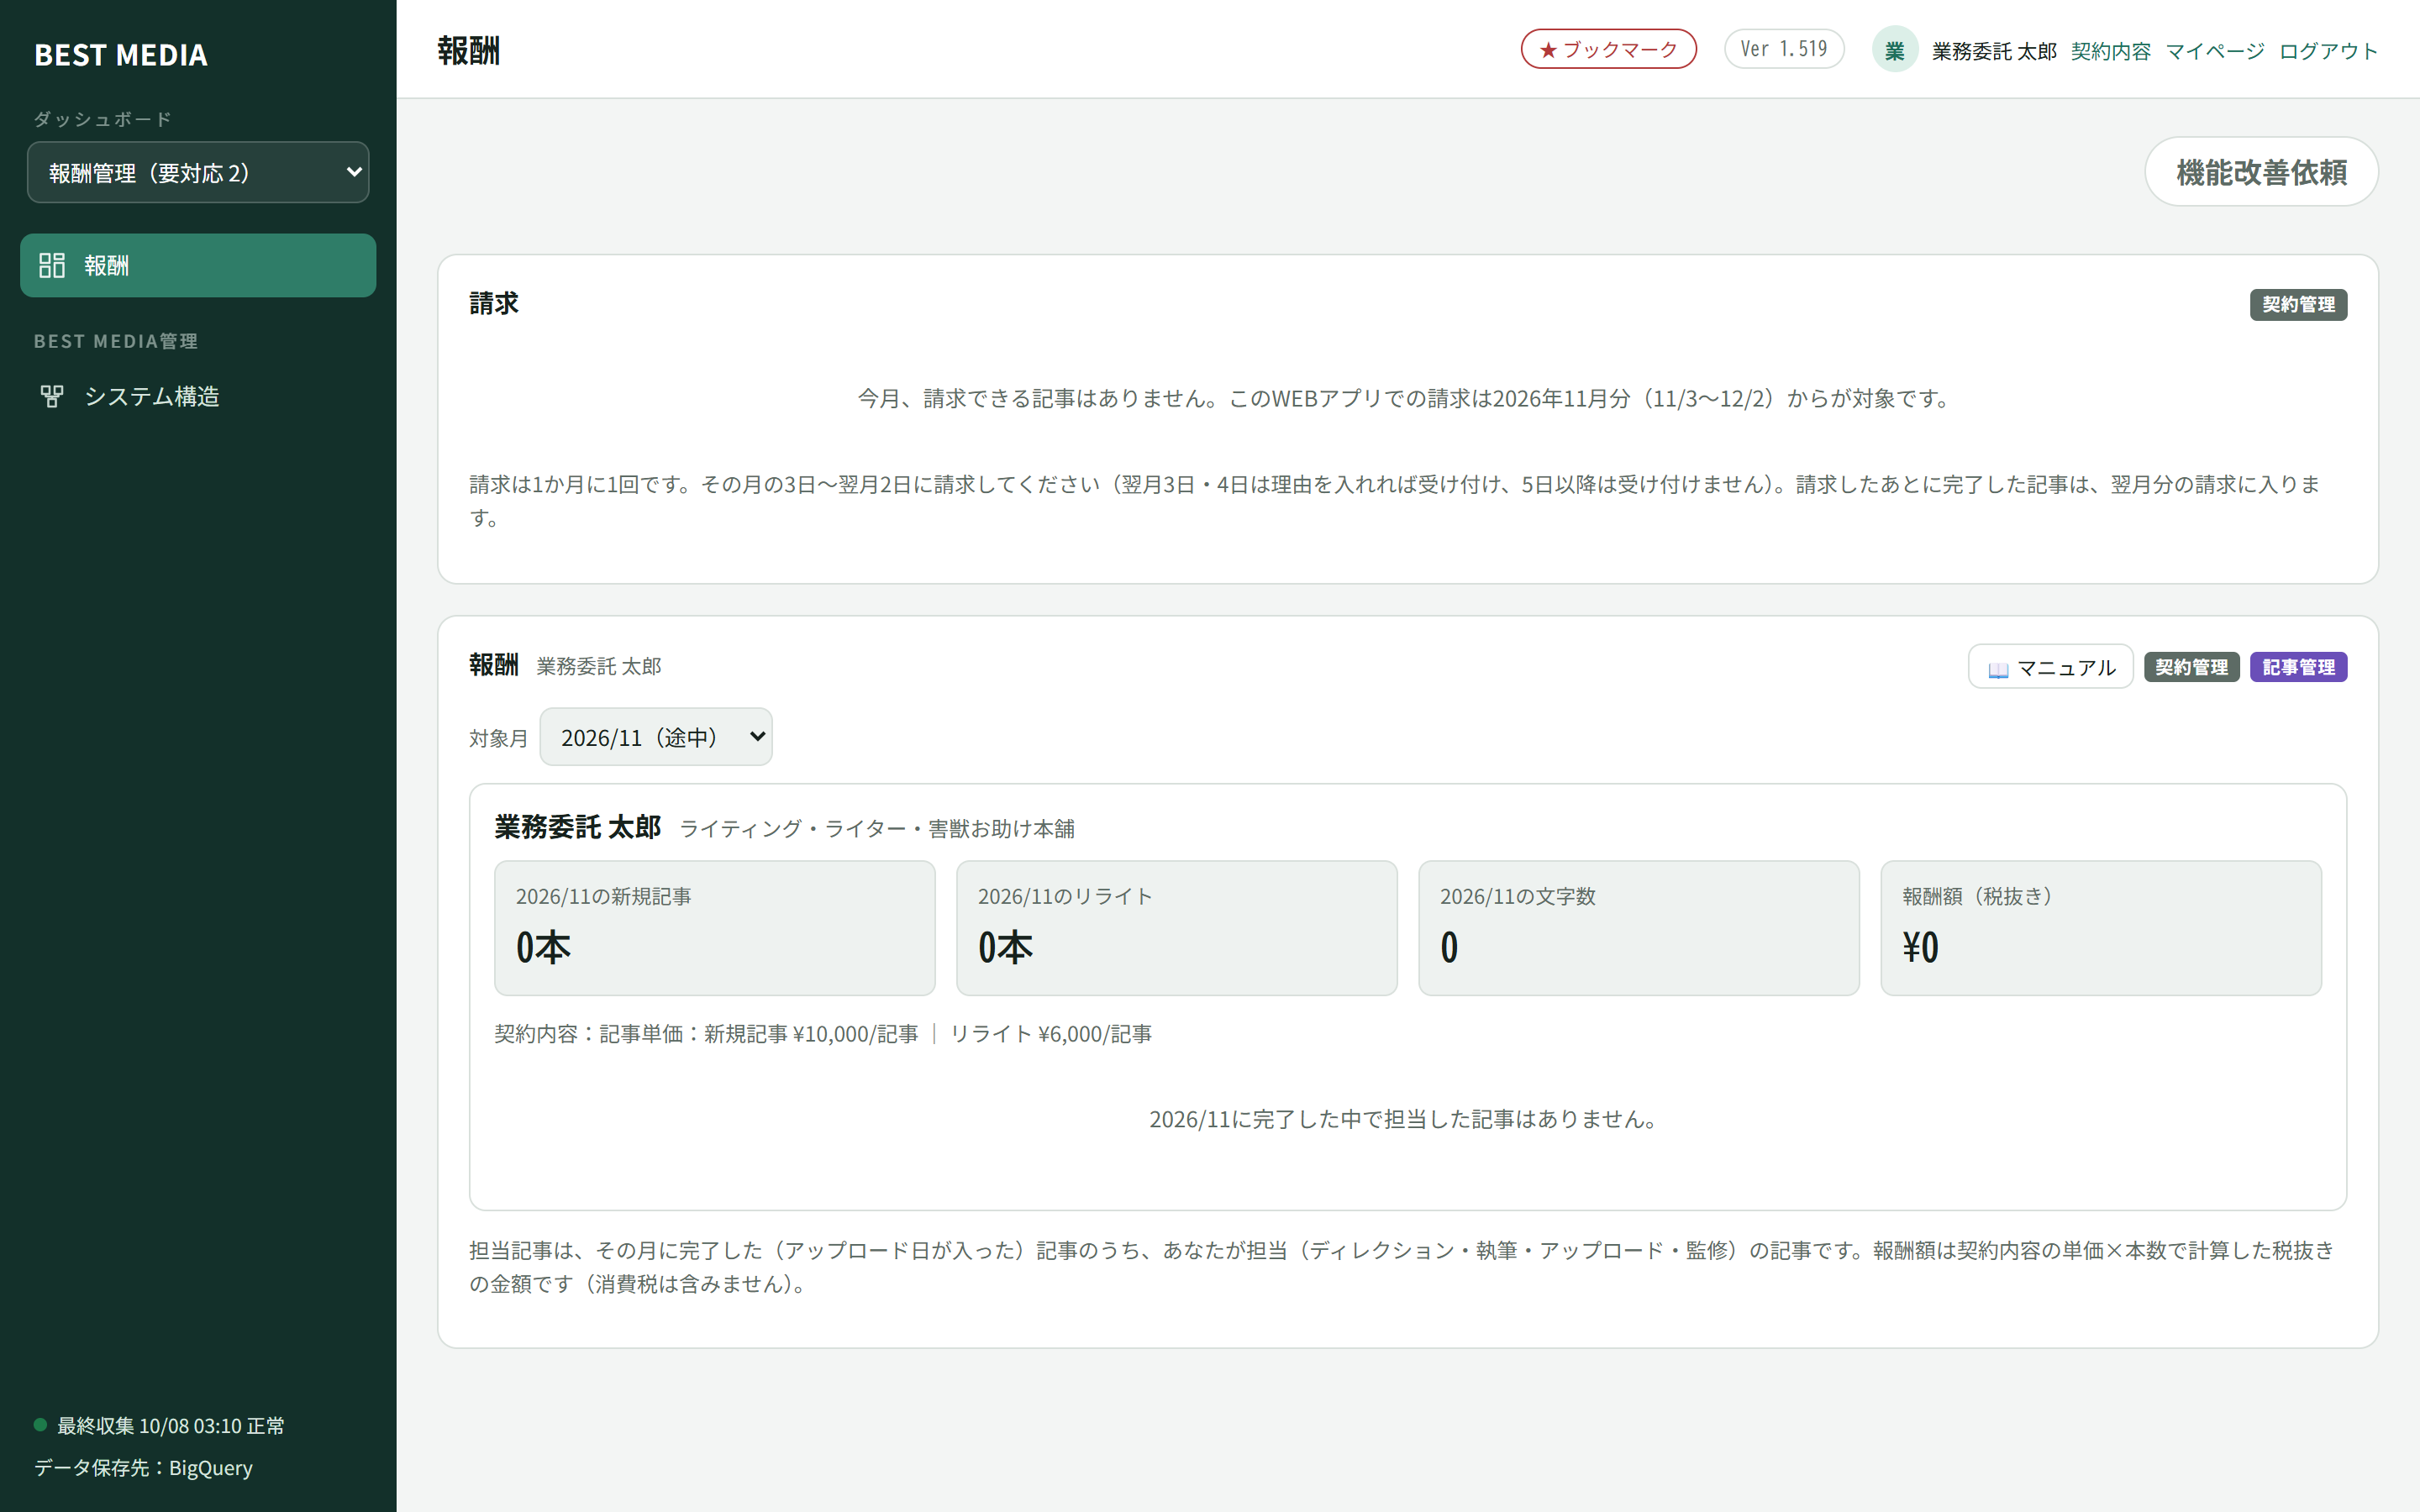 BEST MEDIA
ダッシュボード
報酬管理（要対応 2）
報酬
BEST MEDIA管理
システム構造
最終収集 10/08 03:10 正常
データ保存先：BigQuery
報酬
★ ブックマーク
Ver 1.519
業
業務委託 太郎
契約内容
マイページ
ログアウト
機能改善依頼
請求
契約管理
今月、請求できる記事はありません。このWEBアプリでの請求は2026年11月分（11/3〜12/2）からが対象です。
請求は1か月に1回です。その月の3日〜翌月2日に請求してください（翌月3日・4日は理由を入れれば受け付け、5日以降は受け付けません）。請求したあとに完了した記事は、翌月分の請求に入りま
す。
報酬 業務委託 太郎
マニュアル
契約管理
記事管理
対象月
2026/11（途中）
業務委託 太郎 ライティング・ライター・害獣お助け本舗
2026/11の新規記事
0本
2026/11のリライト
0本
2026/11の文字数
0
報酬額（税抜き）
¥0
契約内容：記事単価：新規記事 ¥10,000/記事 ｜ リライト ¥6,000/記事
2026/11に完了した中で担当した記事はありません。
担当記事は、その月に完了した（アップロード日が入った）記事のうち、あなたが担当（ディレクション・執筆・アップロード・監修）の記事です。報酬額は契約内容の単価×本数で計算した税抜き
の金額です（消費税は含みません）。